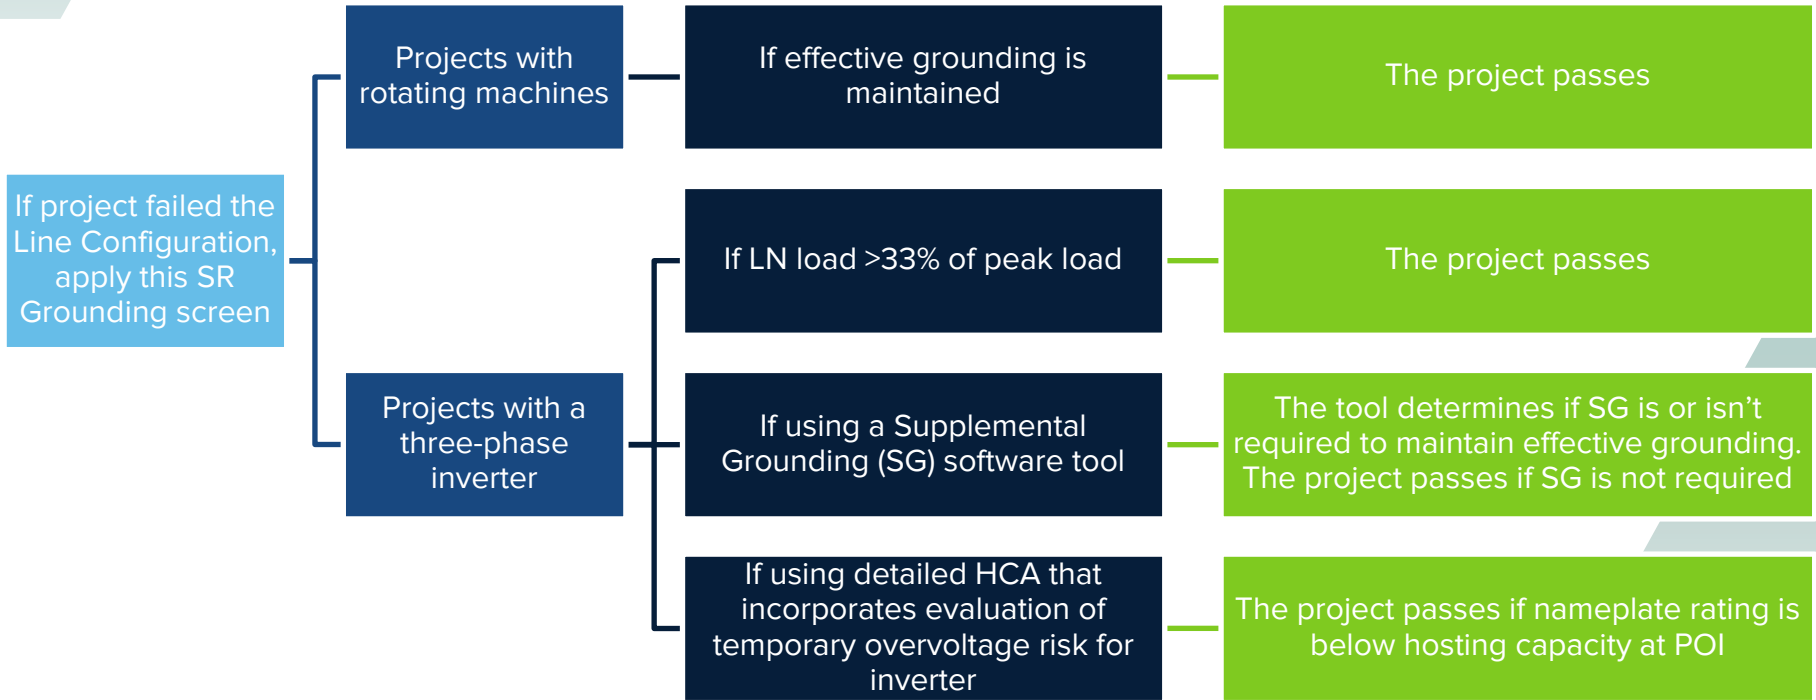 If project failed the
Line Configuration,
apply this SR
Grounding screen
Projects with
rotating machines
If effective grounding is
maintained
The project passes
Projects with a
three-phase
inverter
If LN load >33% of peak load
The project passes
If using a Supplemental
Grounding (SG) software tool
The tool determines if SG is or isn’t
required to maintain effective grounding.
The project passes if SG is not required
If using detailed HCA that
incorporates evaluation of
temporary overvoltage risk for
inverter
The project passes if nameplate rating is
below hosting capacity at POI